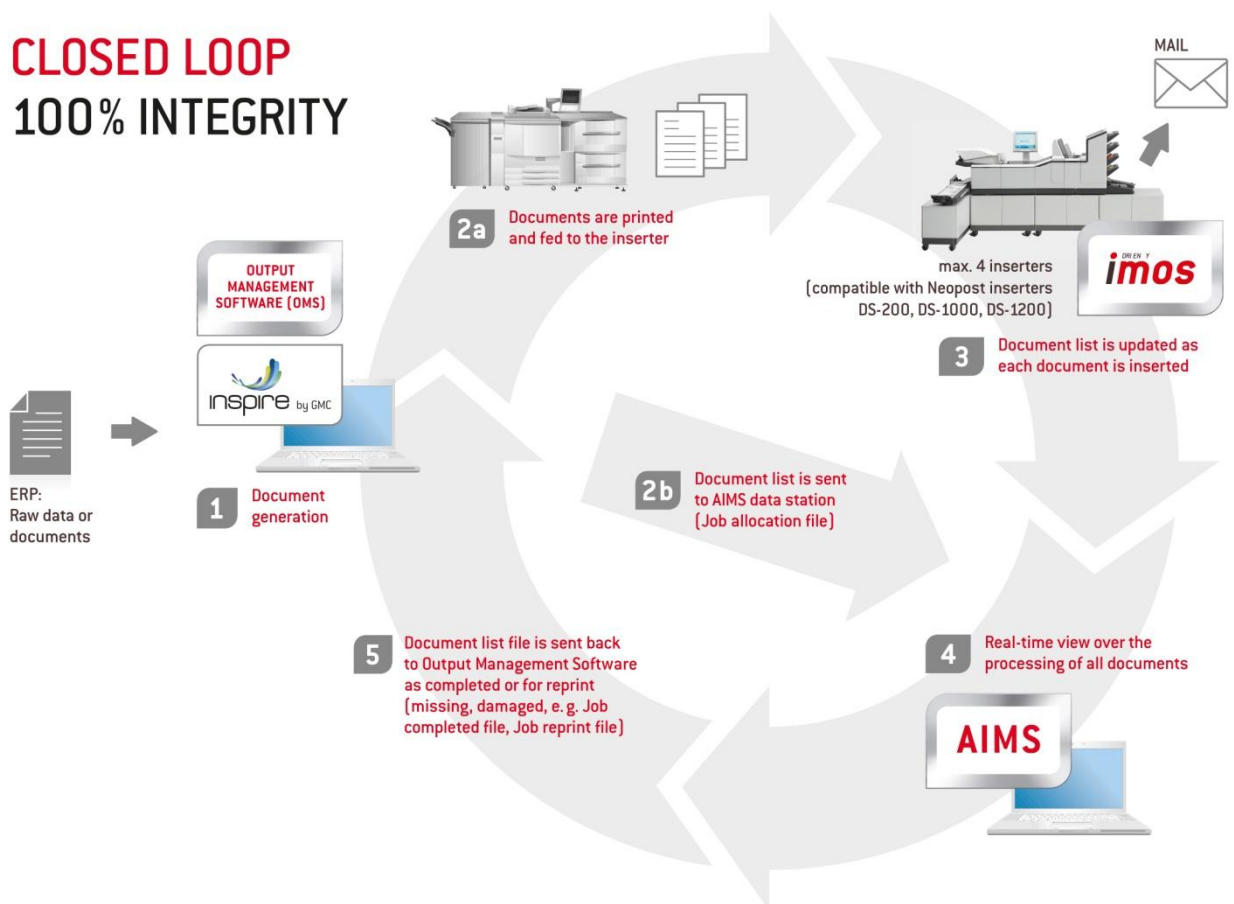 CLOSED LOOP
100% INTEGRITY
MAIL
2a
Documents are printed
and fed to the inserter
OUTPUT
MANAGEMENT
SOFTWARE (OMS)
inspire by GMC
ERP:
Raw data or
documents
1
Document
generation
max. 4 inserters
(compatible with Neopost inserters
DS-200, DS-1000, DS-1200)
imos
3
Document list is updated as
each document is inserted
2b
Document list is sent
to AIMS data station
(Job allocation file)
5
Document list file is sent back
to Output Management Software
as completed or for reprint
(missing, damaged, e. g. Job
completed file, Job reprint file)
4
Real-time view over the
processing of all documents
AIMS